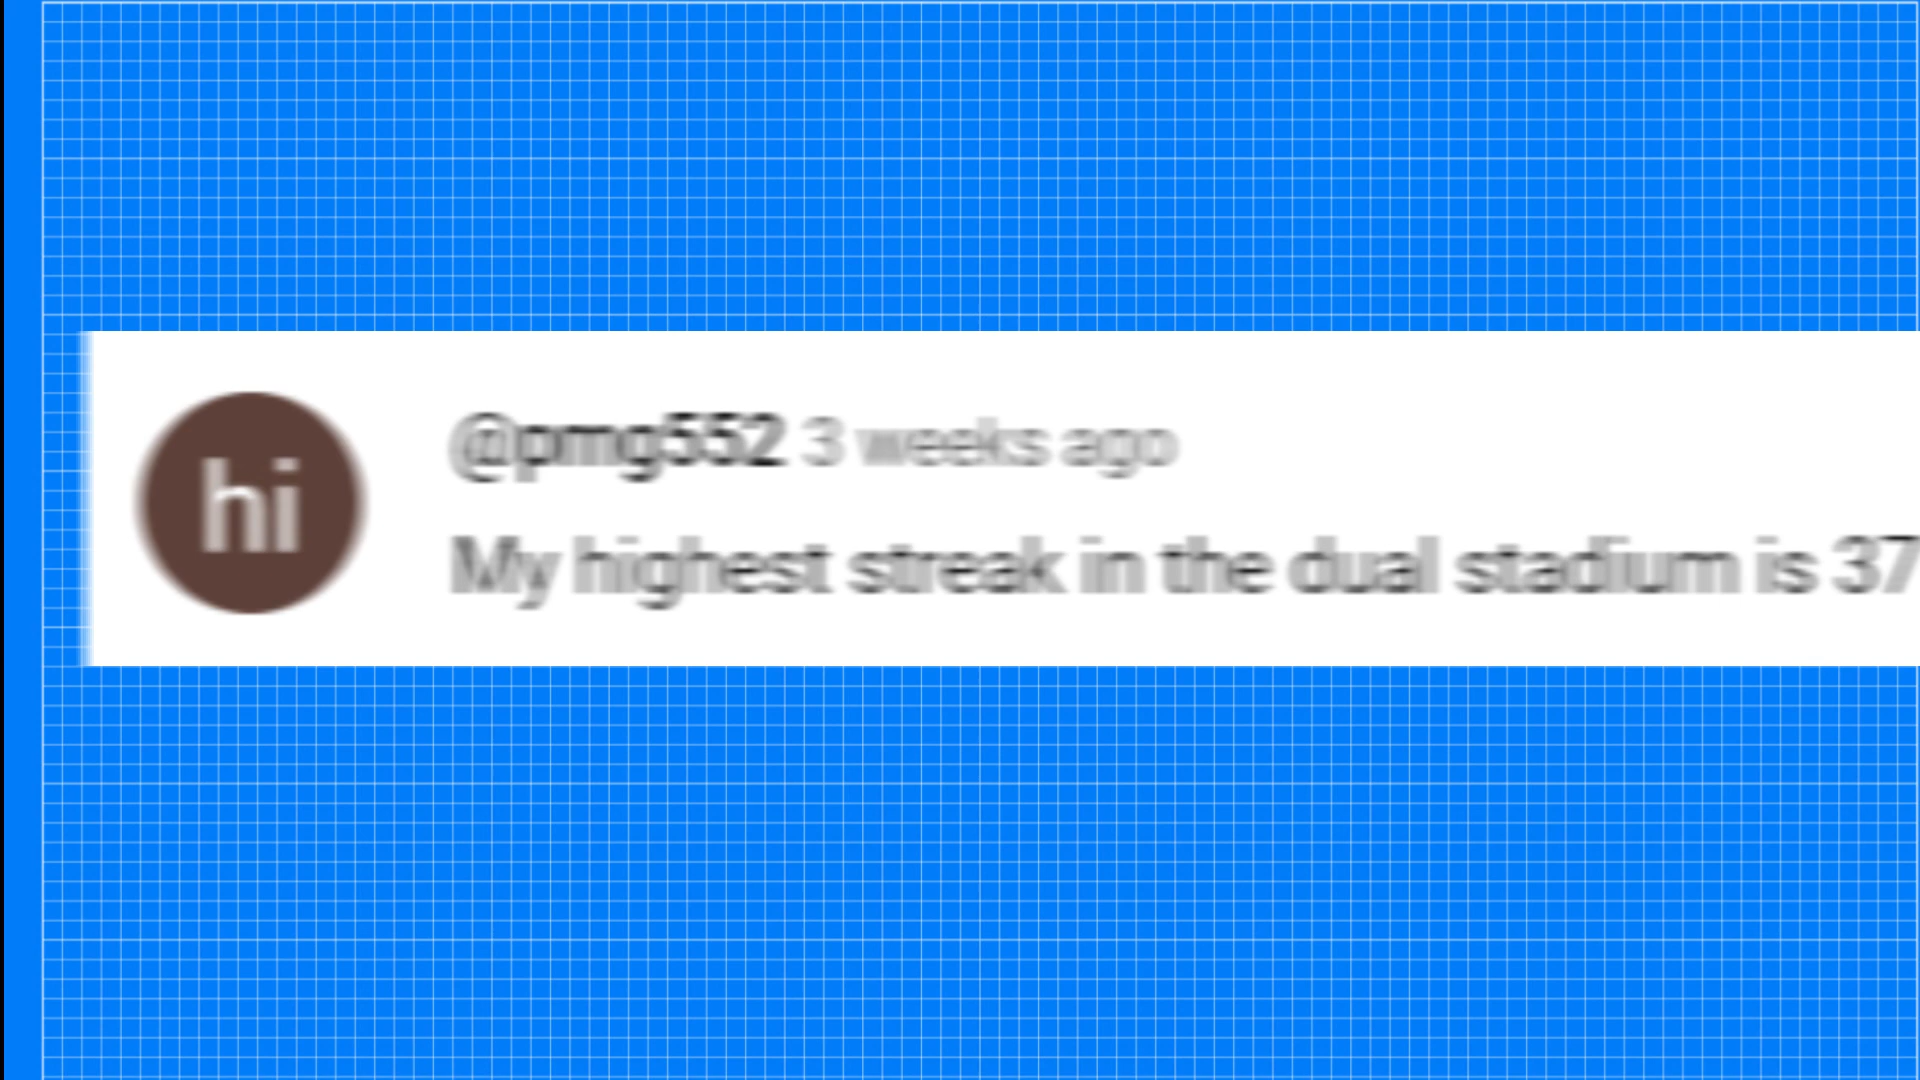 hi
@pmg552 3 weeks ago
My highest streak in the dual stadium is 37